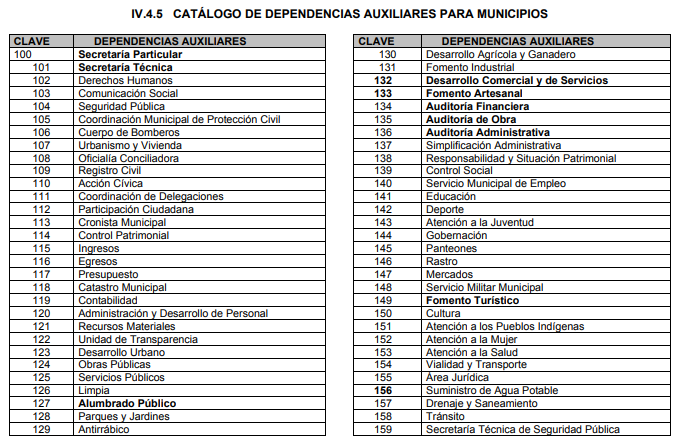 IV.4.5 CATÁLOGO DE DEPENDENCIAS AUXILIARES PARA MUNICIPIOS
CLAVE DEPENDENCIAS AUXILIARES
100 Secretaría Particular
101 Secretaría Técnica
102 Derechos Humanos
103 Comunicación Social
104 Seguridad Pública
105 Coordinación Municipal de Protección Civil
106 Cuerpo de Bomberos
107 Urbanismo y Vivienda
108 Oficialía Conciliadora
109 Registro Civil
110 Acción Cívica
111 Coordinación de Delegaciones
112 Participación Ciudadana
113 Cronista Municipal
114 Control Patrimonial
115 Ingresos
116 Egresos
117 Presupuesto
118 Catastro Municipal
119 Contabilidad
120 Administración y Desarrollo de Personal
121 Recursos Materiales
122 Unidad de Transparencia
123 Desarrollo Urbano
124 Obras Públicas
125 Servicios Públicos
126 Limpia
127 Alumbrado Público
128 Parques y Jardines
129 Antirrábico
CLAVE DEPENDENCIAS AUXILIARES
130 Desarrollo Agrícola y Ganadero
131 Fomento Industrial
132 Desarrollo Comercial y de Servicios
133 Fomento Artesanal
134 Auditoría Financiera
135 Auditoría de Obra
136 Auditoría Administrativa
137 Simplificación Administrativa
138 Responsabilidad y Situación Patrimonial
139 Control Social
140 Servicio Municipal de Empleo
141 Educación
142 Deporte
143 Atención a la Juventud
144 Gobernación
145 Panteones
146 Rastro
147 Mercados
148 Servicio Militar Municipal
149 Fomento Turístico
150 Cultura
151 Atención a los Pueblos Indígenas
152 Atención a la Mujer
153 Atención a la Salud
154 Vialidad y Transporte
155 Área Jurídica
156 Suministro de Agua Potable
157 Drenaje y Saneamiento
158 Tránsito
159 Secretaría Técnica de Seguridad Pública